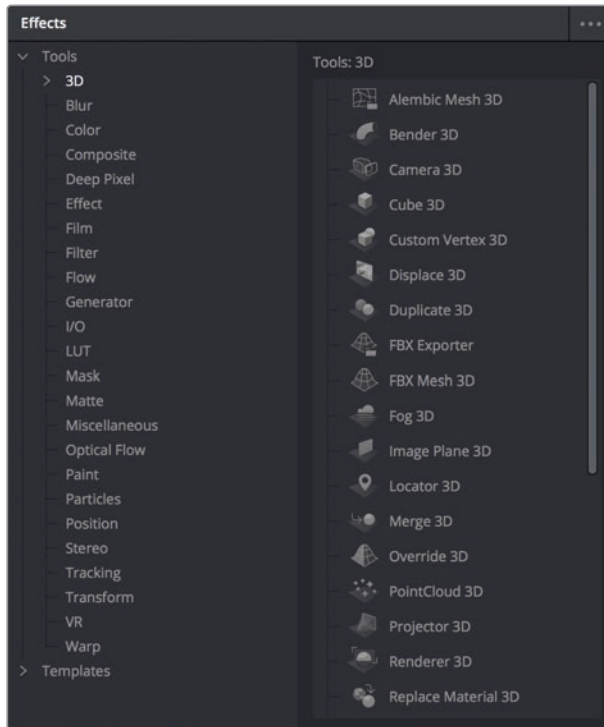 Effects
Tools
3D
Blur
Color
Composite
Deep Pixel
Effect
Film
Filter
Flow
Generator
I/O
LUT
Mask
Matte
Miscellaneous
Optical Flow
Paint
Particles
Position
Stereo
Tracking
Transform
VR
Warp
Templates
Tools: 3D
Alembic Mesh 3D
Bender 3D
Camera 3D
Cube 3D
Custom Vertex 3D
Displace 3D
Duplicate 3D
FBX Exporter
FBX Mesh 3D
Fog 3D
Image Plane 3D
Locator 3D
Merge 3D
Override 3D
PointCloud 3D
Projector 3D
Renderer 3D
Replace Material 3D